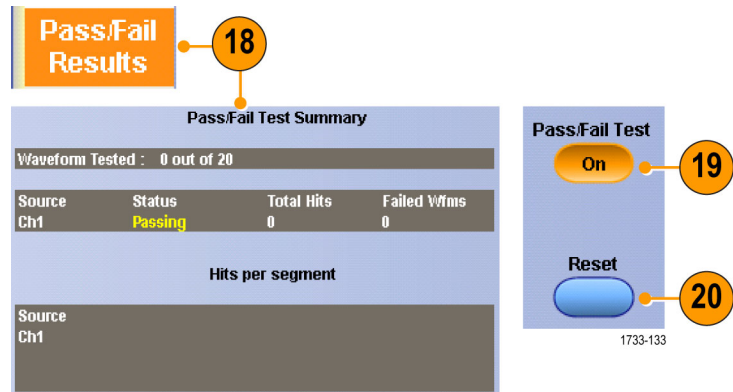 Pass/Fail
Results
18
Pass/Fail Test Summary
Waveform Tested : 0 out of 20
Source Status Total Hits Failed Wfms
Ch1 Passing 0 0
Hits per segment
Source
Ch1
Pass/Fail Test
On
19
Reset
20
1733-133